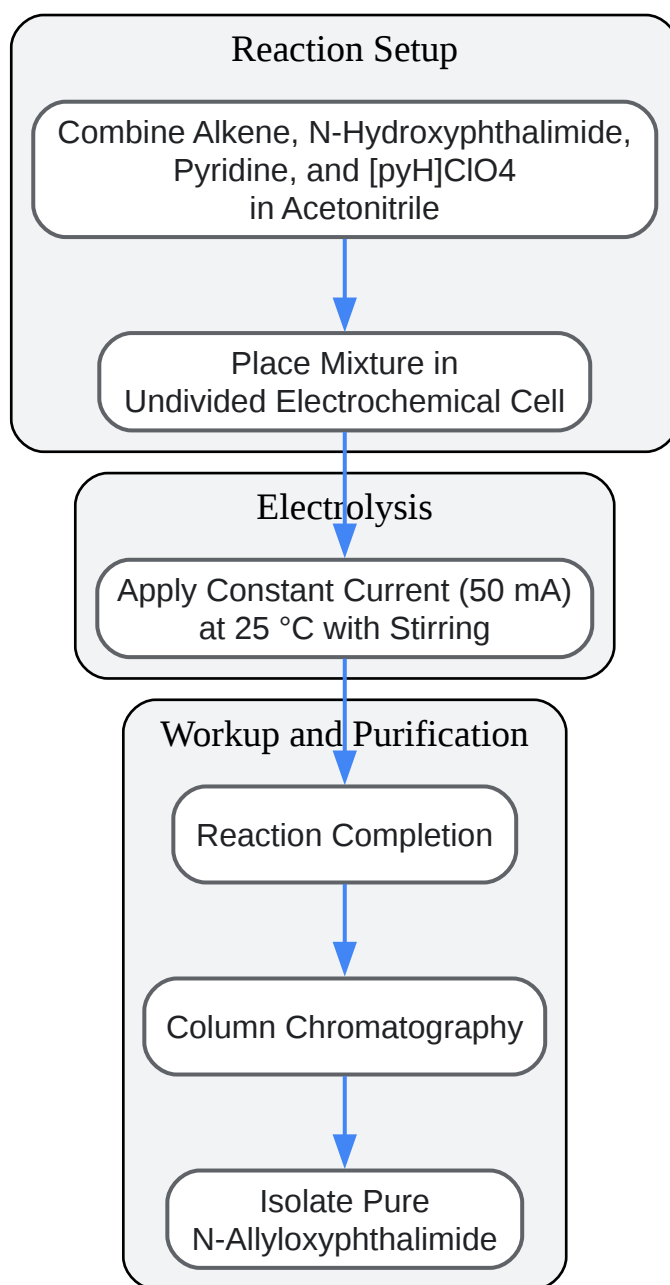 Reaction Setup
Combine Alkene, N-Hydroxyphthalimide,
Pyridine, and [pyH]ClO4
in Acetonitrile
Place Mixture in
Undivided Electrochemical Cell
Electrolysis
Apply Constant Current (50 mA)
at 25 °C with Stirring
Workup and Purification
Reaction Completion
Column Chromatography
Isolate Pure
N-Allyloxyphthalimide